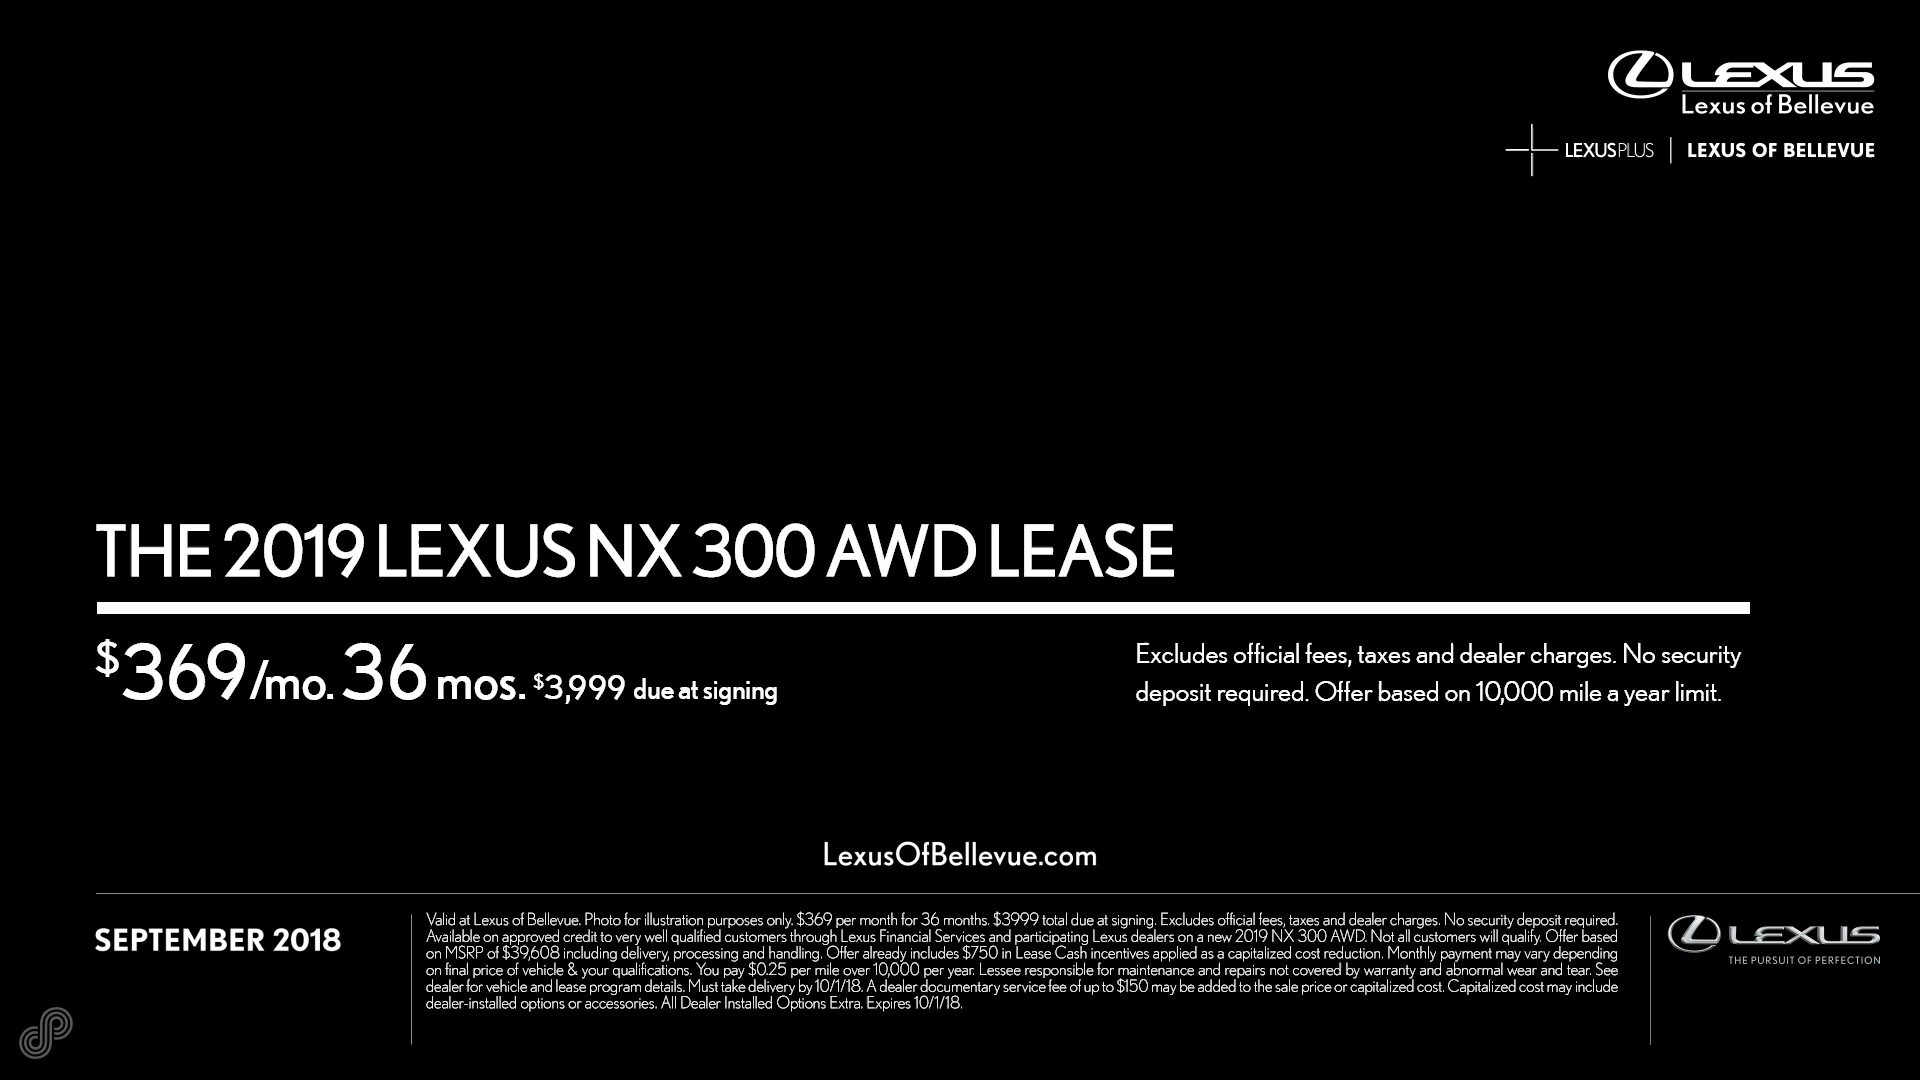 LEXUS
Lexus of Bellevue
LEXUSPLUS | LEXUS OF BELLEVUE
THE 2019 LEXUS NX 300 AWD LEASE
$369/mo. 36 mos. $3,999 due at signing
Excludes official fees, taxes and dealer charges. No security
deposit required. Offer based on 10,000 mile a year limit.
LexusOfBellevue.com
SEPTEMBER 2018
Valid at Lexus of Bellevue. Photo for illustration purposes only. $369 per month for 36 months. $3999 total due at signing. Excludes official fees, taxes and dealer charges. No security deposit required.
Available on approved credit to very well qualified customers through Lexus Financial Services and participating Lexus dealers on a new 2019 NX 300 AWD. Not all customers will qualify. Offer based
on MSRP of $39,608 including delivery, processing and handling. Offer already includes $750 in Lease Cash incentives applied as a capitalized cost reduction. Monthly payment may vary depending
on final price of vehicle & your qualifications. You pay $0.25 per mile over 10,000 per year. Lessee responsible for maintenance and repairs not covered by warranty and abnormal wear and tear. See
dealer for vehicle and lease program details. Must take delivery by 10/1/18. A dealer documentary service fee of up to $150 may be added to the sale price or capitalized cost. Capitalized cost may include
dealer-installed options or accessories. All Dealer Installed Options Extra. Expires 10/1/18.
LEXUS
THE PURSUIT OF PERFECTION